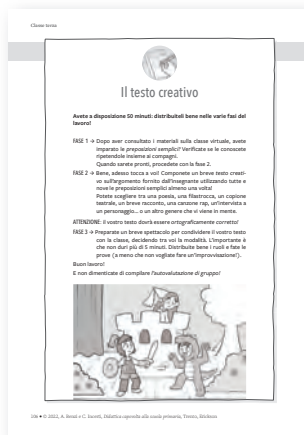 Classe terza
Il testo creativo
Avete a disposizione 50 minuti: distribuiteli bene nelle varie fasi del
lavoro!
FASE 1 → Dopo aver consultato i materiali sulla classe virtuale, avete
imparato le preposizioni semplici? Verificate se le conoscete
ripetendole insieme ai compagni.
Quando sarete pronti, procedete con la fase 2.
FASE 2 → Bene, adesso tocca a voi! Componete un breve testo creati-
vo sull'argomento fornito dall'insegnante utilizzando tutte e
nove le preposizioni semplici almeno una volta!
Potete scegliere tra una poesia, una filastrocca, un copione
teatrale, un breve racconto, una canzone rap, un'intervista a
un personaggio... o un altro genere che vi viene in mente.
ATTENZIONE: il vostro testo dovrà essere ortograficamente corretto!
FASE 3 → Preparate un breve spettacolo per condividere il vostro testo
con la classe, decidendo tra voi la modalità. L'importante è
che non duri più di 5 minuti. Distribuite bene i ruoli e fate le
prove (a meno che non vogliate fare un'improvvisazione!).
Buon lavoro!
E non dimenticate di compilare l'autovalutazione di gruppo!
106 • © 2022, A. Rossi e C. Isoardi, Didattica capovolta alla scuola primaria, Trento, Erickson